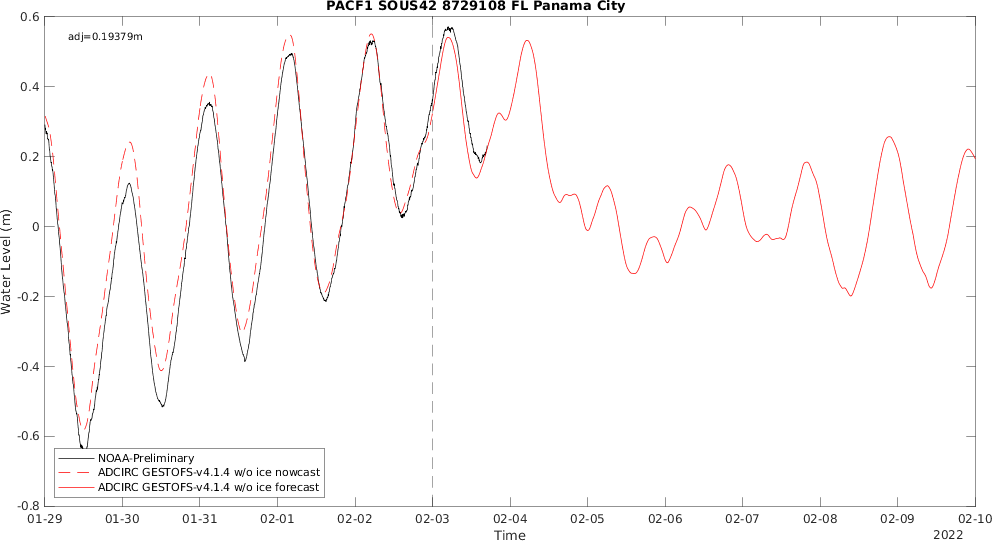 PACF1 SOUS42 8729108 FL Panama City
adj=0.19379m
Water Level (m)
0.6
0.4
0.2
0
-0.2
-0.4
-0.6
-0.8
NOAA-Preliminary
ADCIRC GESTOFS-v4.1.4 w/o ice nowcast
ADCIRC GESTOFS-v4.1.4 w/o ice forecast
01-29 01-30 01-31 02-01 02-02 02-03 02-04 02-05 02-06 02-07 02-08 02-09 02-10
Time
2022